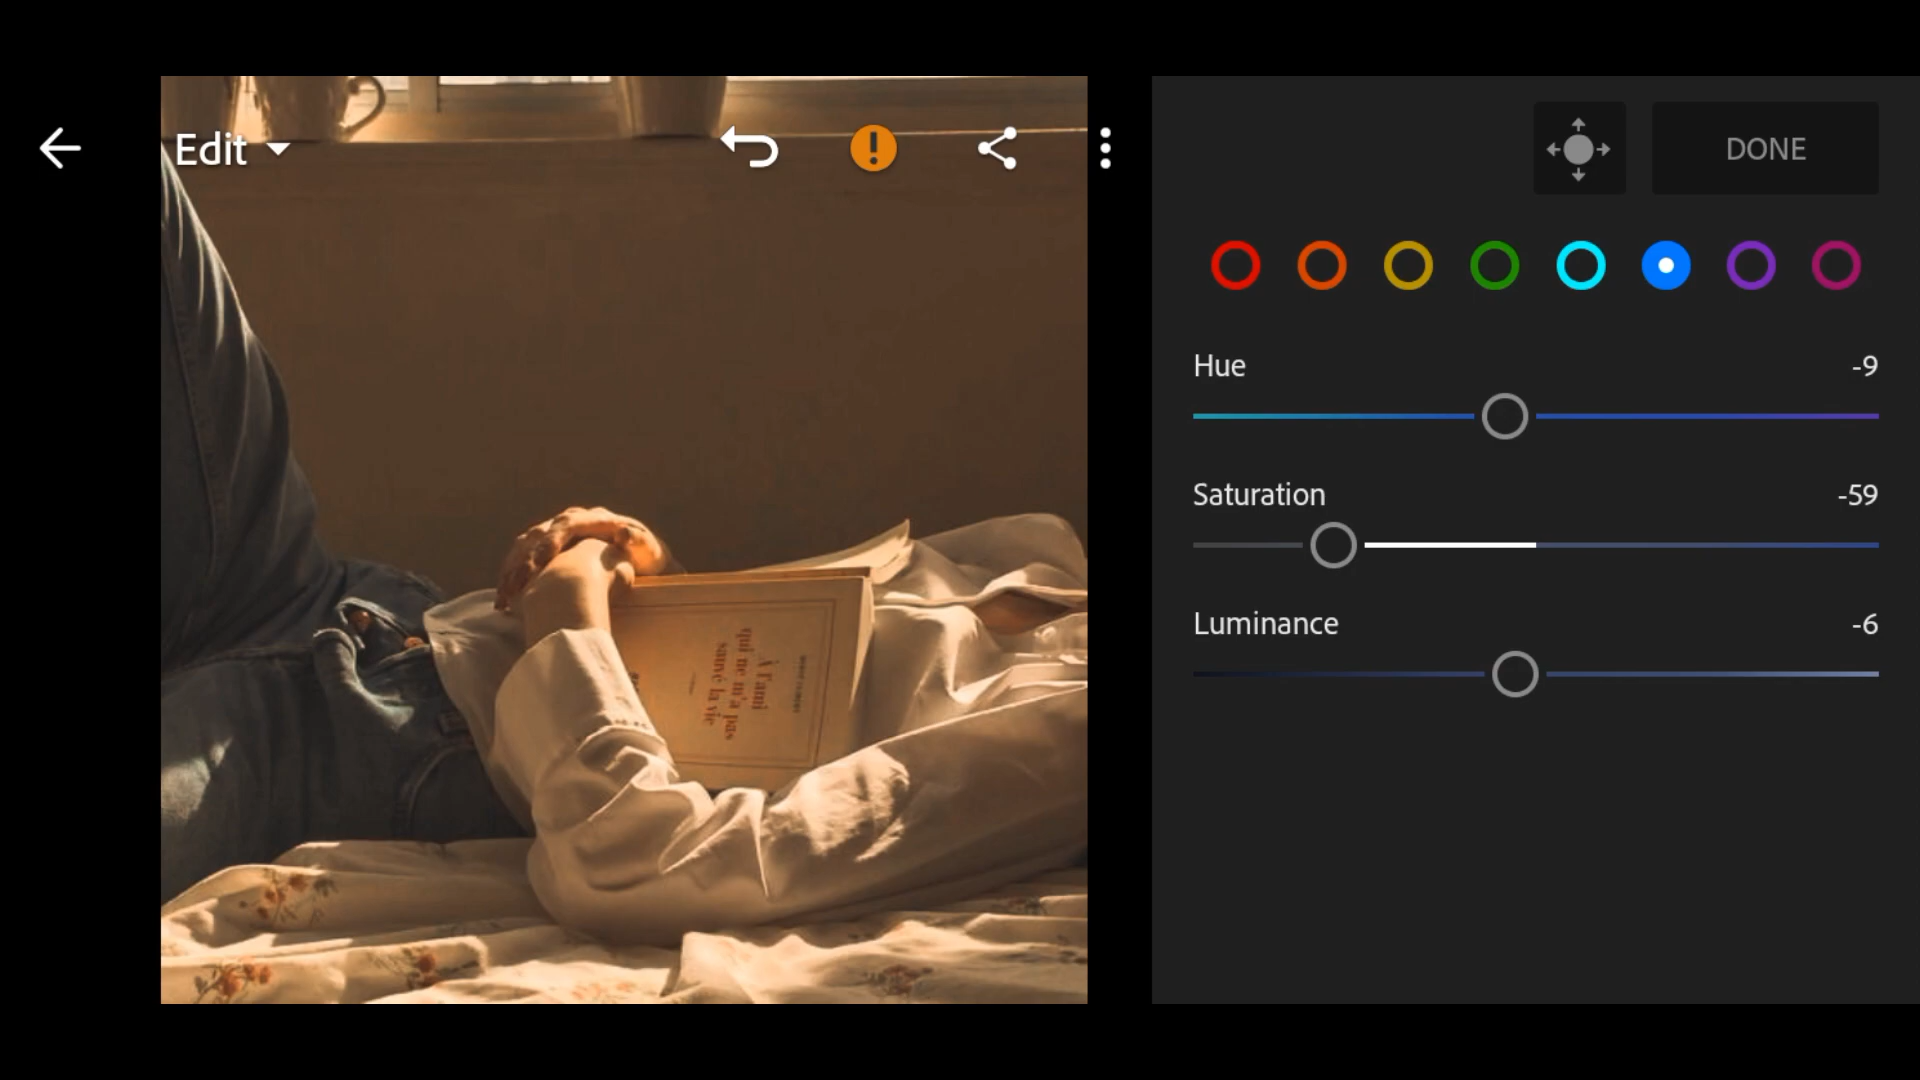 Edit
DONE
Hue -9
Saturation -59
Luminance -6
À l'ami
qui ne m'a pas
sauvé la vie